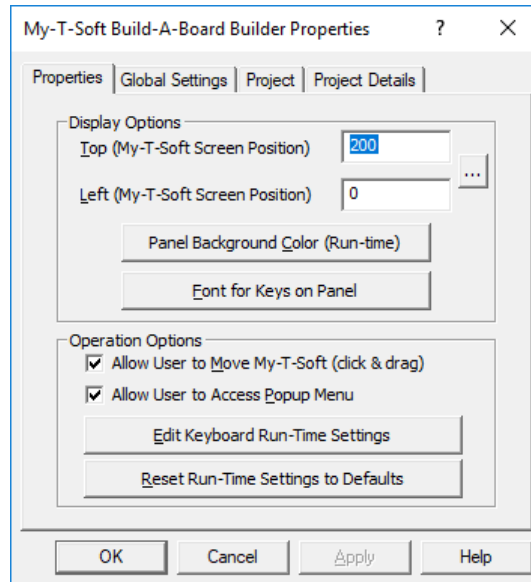 My-T-Soft Build-A-Board Builder Properties ?
Properties Global Settings Project Project Details
Display Options
Top (My-T-Soft Screen Position) 200
...
Left (My-T-Soft Screen Position) 0
Panel Background Color (Run-time)
Font for Keys on Panel
Operation Options
Allow User to Move My-T-Soft (click & drag)
Allow User to Access Popup Menu
Edit Keyboard Run-Time Settings
Reset Run-Time Settings to Defaults
OK Cancel Apply Help